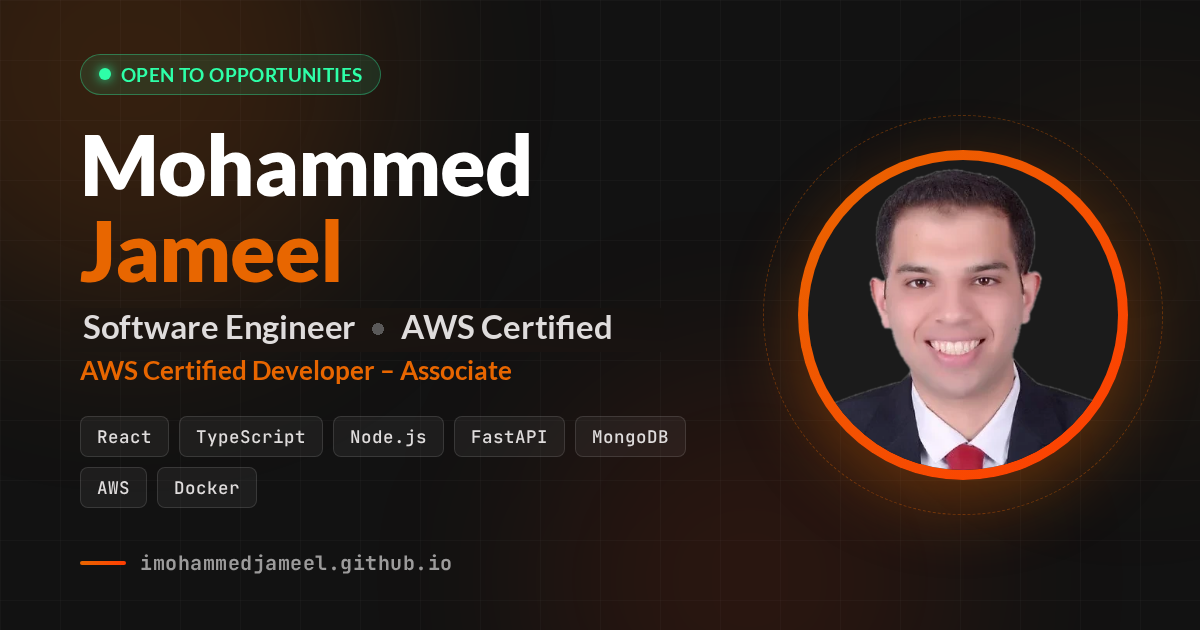 OPEN TO OPPORTUNITIES
Mohammed
Jameel
Software Engineer • AWS Certified
AWS Certified Developer – Associate
React TypeScript Node.js FastAPI MongoDB
AWS Docker
imohammedjameel.github.io